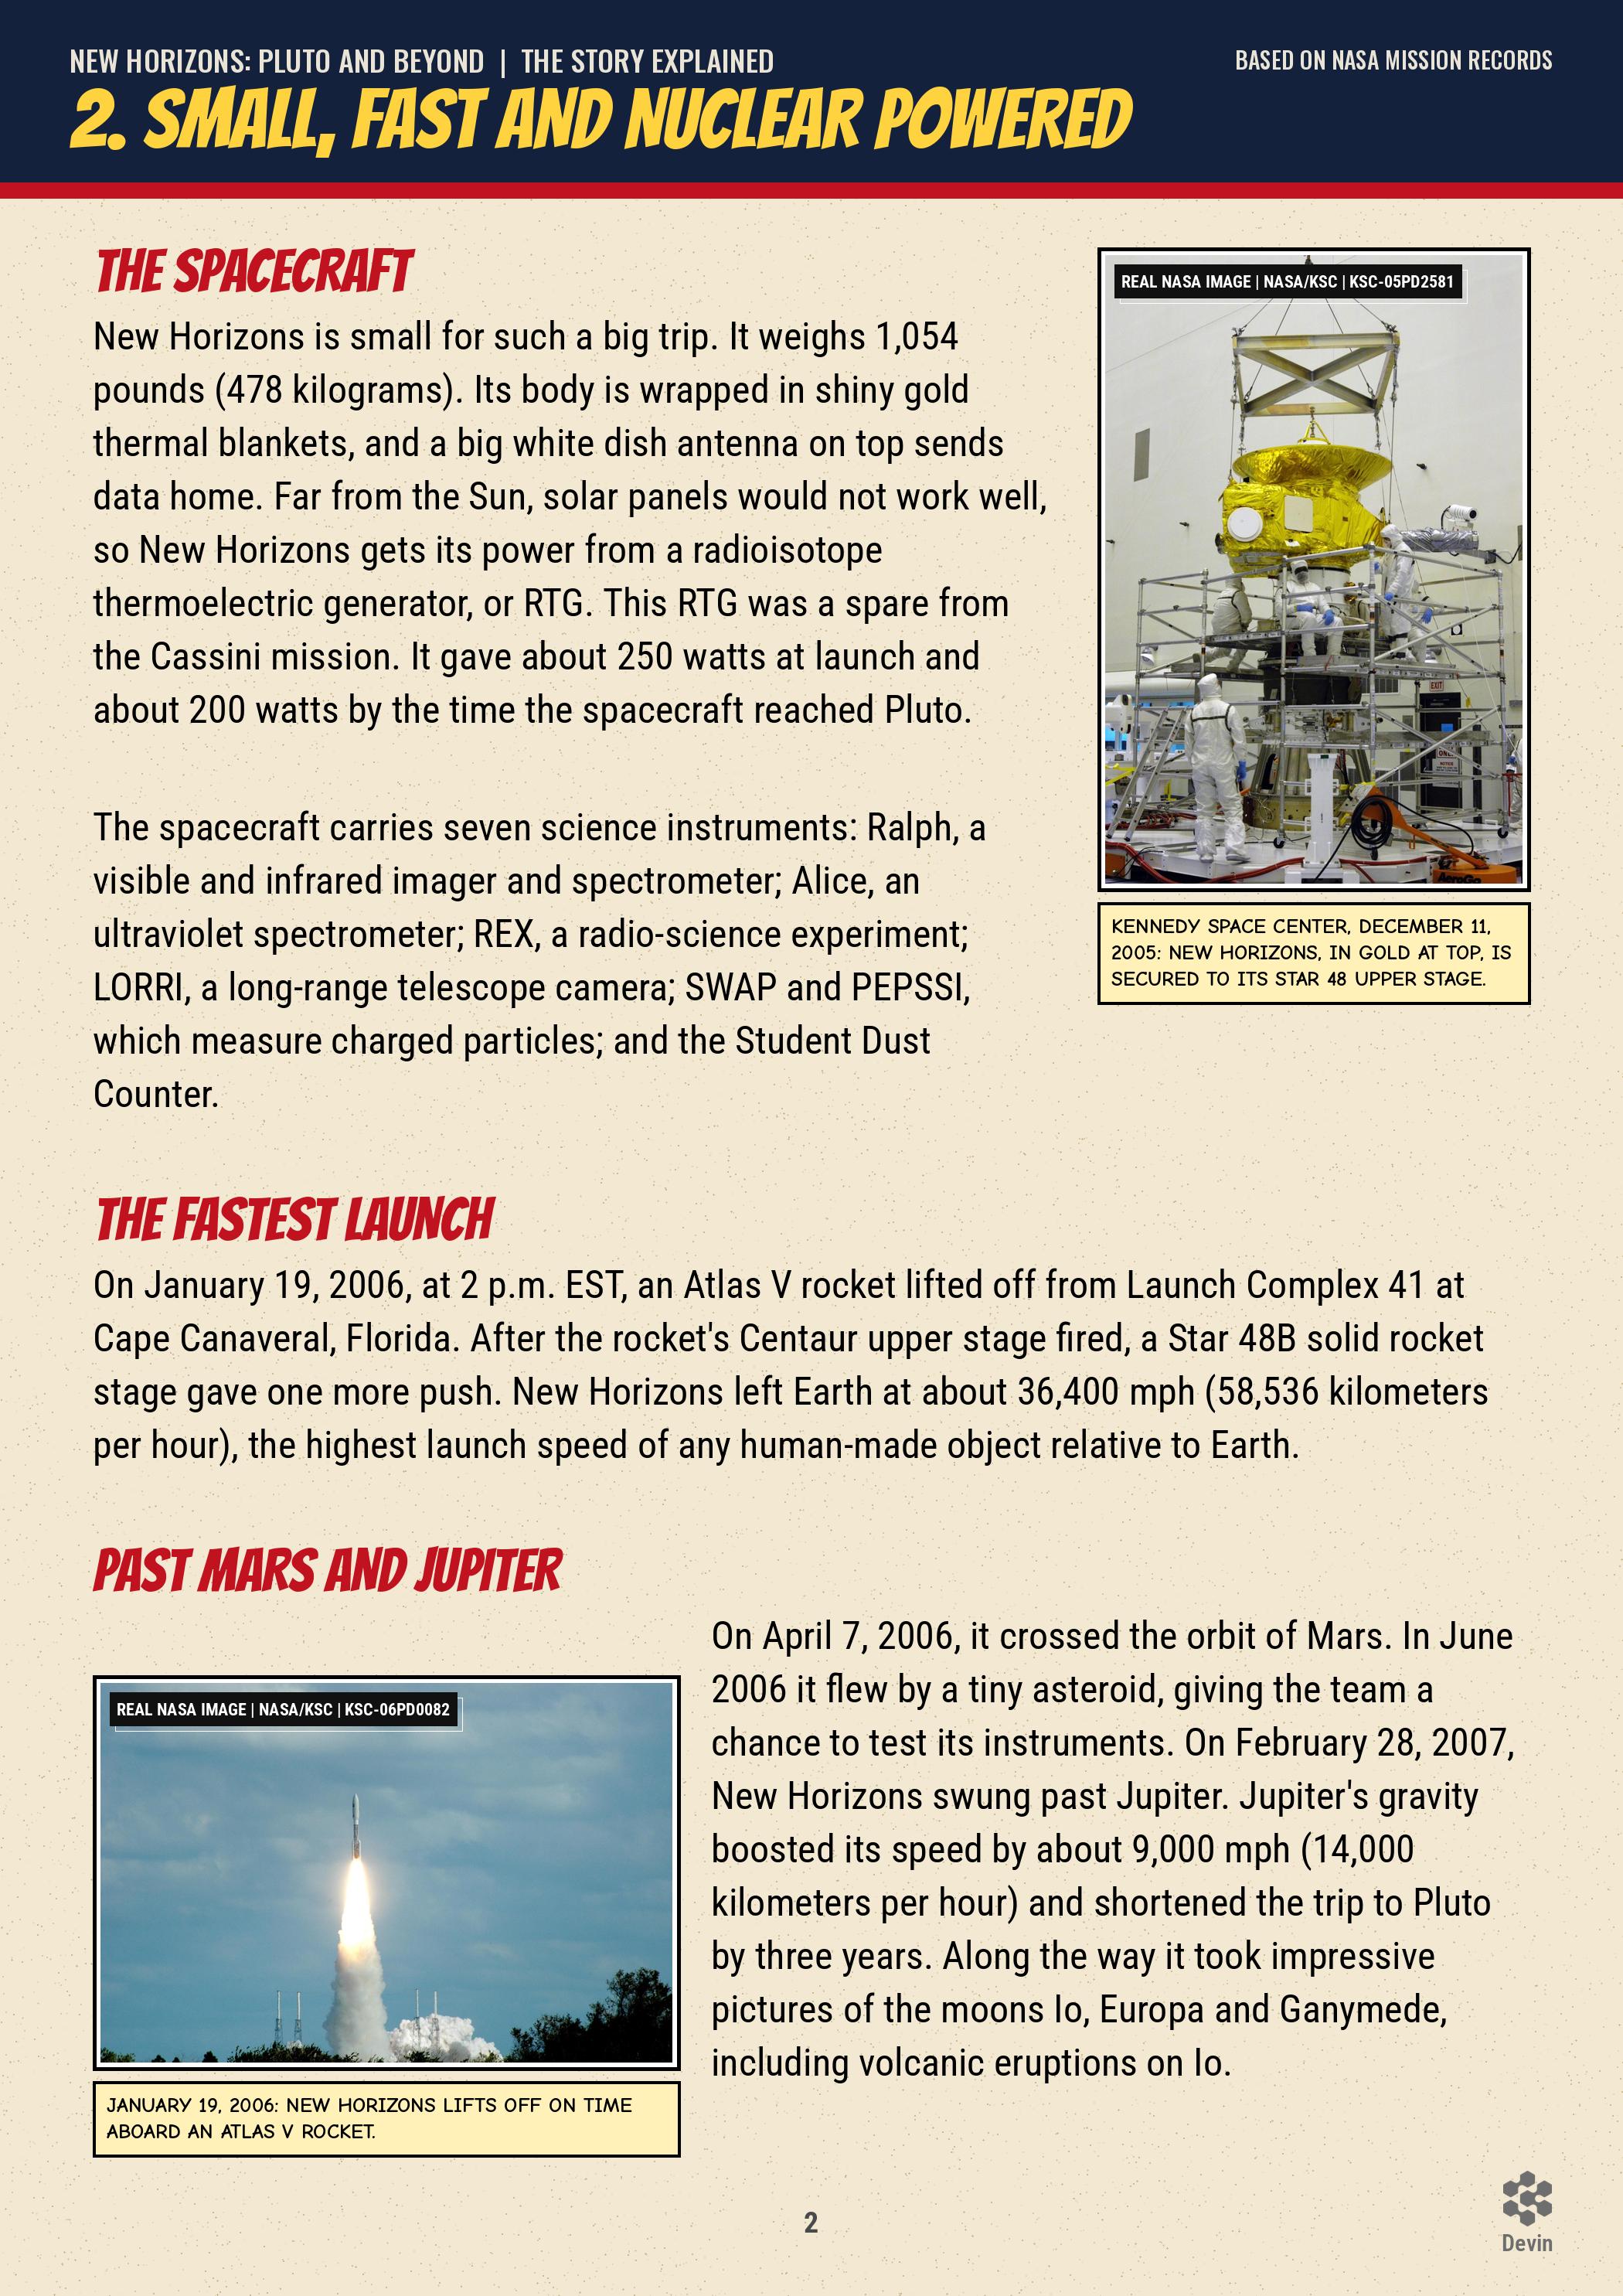 NEW HORIZONS: PLUTO AND BEYOND | THE STORY EXPLAINED
BASED ON NASA MISSION RECORDS
2. SMALL, FAST AND NUCLEAR POWERED
THE SPACECRAFT
New Horizons is small for such a big trip. It weighs 1,054
pounds (478 kilograms). Its body is wrapped in shiny gold
thermal blankets, and a big white dish antenna on top sends
data home. Far from the Sun, solar panels would not work well,
so New Horizons gets its power from a radioisotope
thermoelectric generator, or RTG. This RTG was a spare from
the Cassini mission. It gave about 250 watts at launch and
about 200 watts by the time the spacecraft reached Pluto.
The spacecraft carries seven science instruments: Ralph, a
visible and infrared imager and spectrometer; Alice, an
ultraviolet spectrometer; REX, a radio-science experiment;
LORRI, a long-range telescope camera; SWAP and PEPSSI,
which measure charged particles; and the Student Dust
Counter.
REAL NASA IMAGE | NASA/KSC | KSC-05PD2581
EXIT
AeroGo
KENNEDY SPACE CENTER, DECEMBER 11,
2005: NEW HORIZONS, IN GOLD AT TOP, IS
SECURED TO ITS STAR 48 UPPER STAGE.
THE FASTEST LAUNCH
On January 19, 2006, at 2 p.m. EST, an Atlas V rocket lifted off from Launch Complex 41 at
Cape Canaveral, Florida. After the rocket's Centaur upper stage fired, a Star 48B solid rocket
stage gave one more push. New Horizons left Earth at about 36,400 mph (58,536 kilometers
per hour), the highest launch speed of any human-made object relative to Earth.
PAST MARS AND JUPITER
REAL NASA IMAGE | NASA/KSC | KSC-06PD0082
JANUARY 19, 2006: NEW HORIZONS LIFTS OFF ON TIME
ABOARD AN ATLAS V ROCKET.
On April 7, 2006, it crossed the orbit of Mars. In June
2006 it flew by a tiny asteroid, giving the team a
chance to test its instruments. On February 28, 2007,
New Horizons swung past Jupiter. Jupiter's gravity
boosted its speed by about 9,000 mph (14,000
kilometers per hour) and shortened the trip to Pluto
by three years. Along the way it took impressive
pictures of the moons Io, Europa and Ganymede,
including volcanic eruptions on Io.
2
Devin